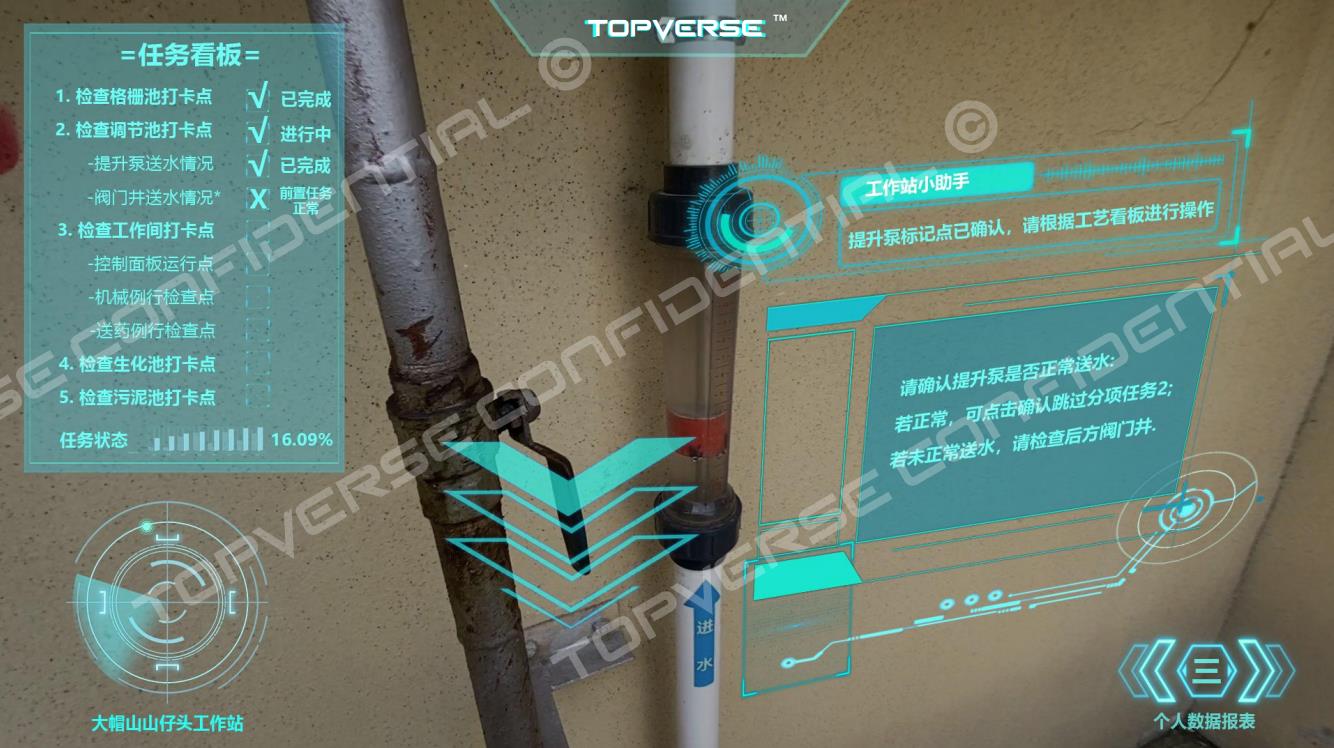 TOPVERSE™
=任务看板=
1. 检查格栅池打卡点 √ 已完成
2. 检查调节池打卡点 √ 进行中
-提升泵送水情况 √ 已完成
-阀门井送水情况* X 前置任务
正常
3. 检查工作间打卡点
-控制面板运行点
-机械例行检查点
-送药例行检查点
4. 检查生化池打卡点
5. 检查污泥池打卡点
任务状态 16.09%
大帽山山仔头工作站
工作站小助手
提升泵标记点已确认，请根据工艺看板进行操作
请确认提升泵是否正常送水:
若正常，可点击确认跳过分项任务2;
若未正常送水，请检查后方阀门井.
进
水
三
个人数据报表
TOPVERSE CONFIDENTIAL ©
TOPVERSE CONFIDENTIAL ©
TOPVERSE CONFIDENTIAL